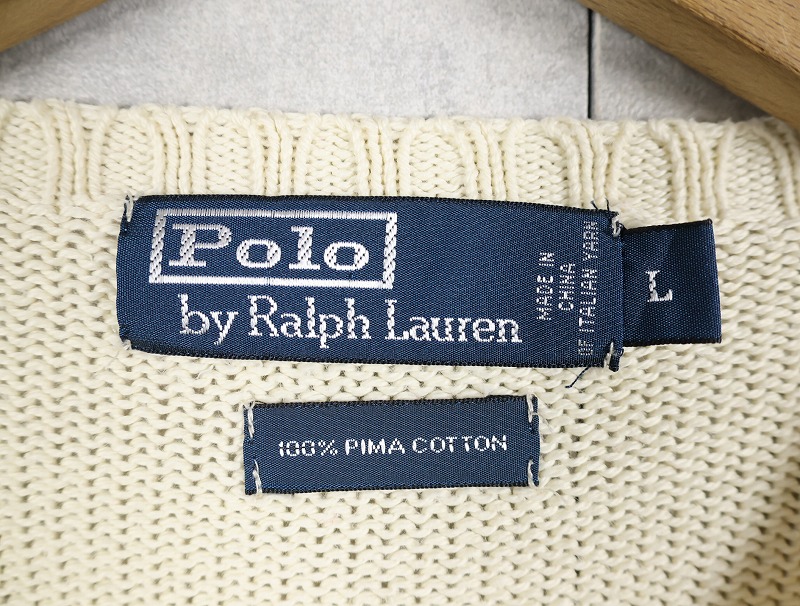 Polo
by Ralph Lauren
MADE IN
CHINA
OF ITALIAN YARN
L
100% PIMA COTTON